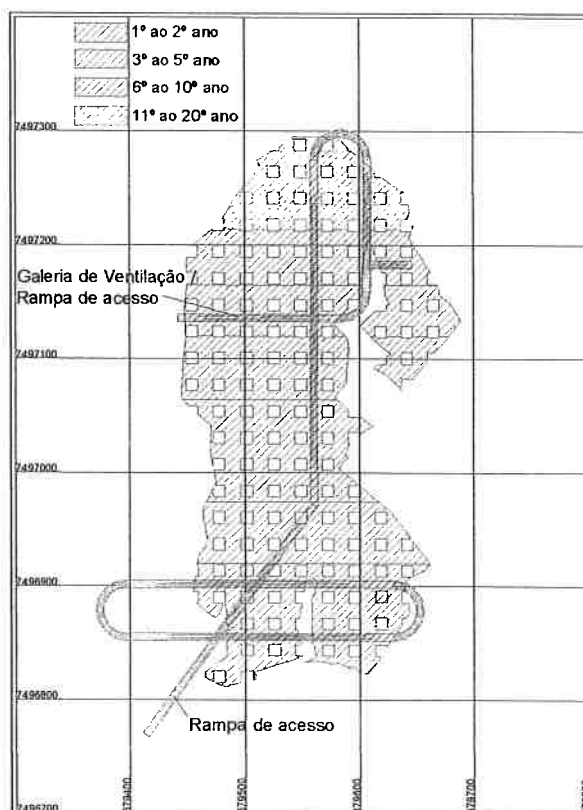 1º ao 2º ano
3º ao 5º ano
6º ao 10º ano
11º ao 20º ano
7497300
7497200
Galeria de Ventilação /
Rampa de acesso
7497100
7497000
7496900
7496800
Rampa de acesso
7496700